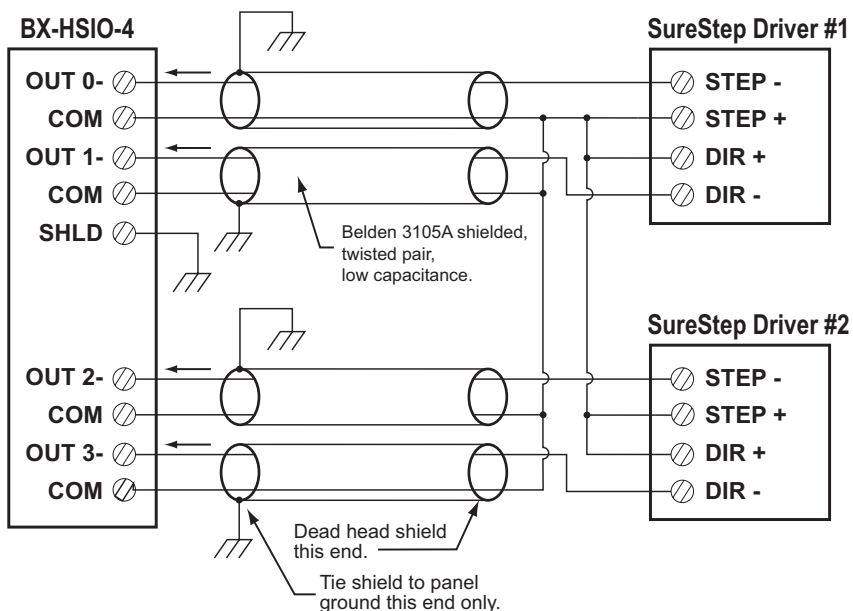 BX-HSIO-4
OUT 0-
COM
OUT 1-
COM
SHLD
OUT 2-
COM
OUT 3-
COM
Belden 3105A shielded,
twisted pair,
low capacitance.
Dead head shield
this end.
Tie shield to panel
ground this end only.
SureStep Driver #1
STEP -
STEP +
DIR +
DIR -
SureStep Driver #2
STEP -
STEP +
DIR +
DIR -